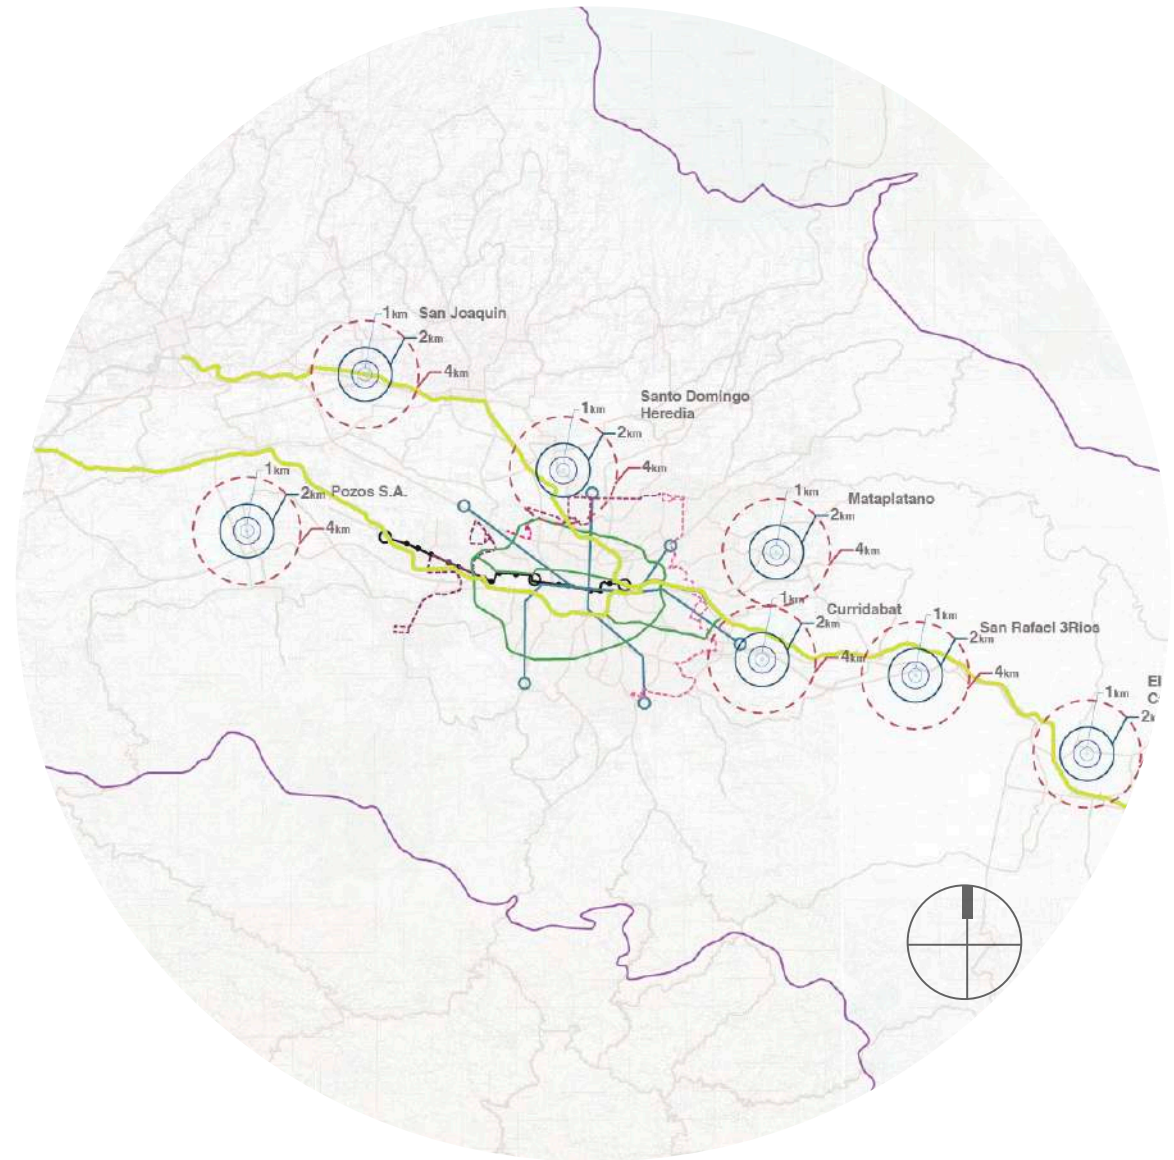 1km San Joaquin
2km
4km
Santo Domingo
Heredia
1km
2km
4km
1km
2km Pozos S.A.
4km
1km Mataplatano
2km
4km
1km Curridabat
2km
4km
1km San Rafael 3Rios
2km
4km
1km El
C
2k